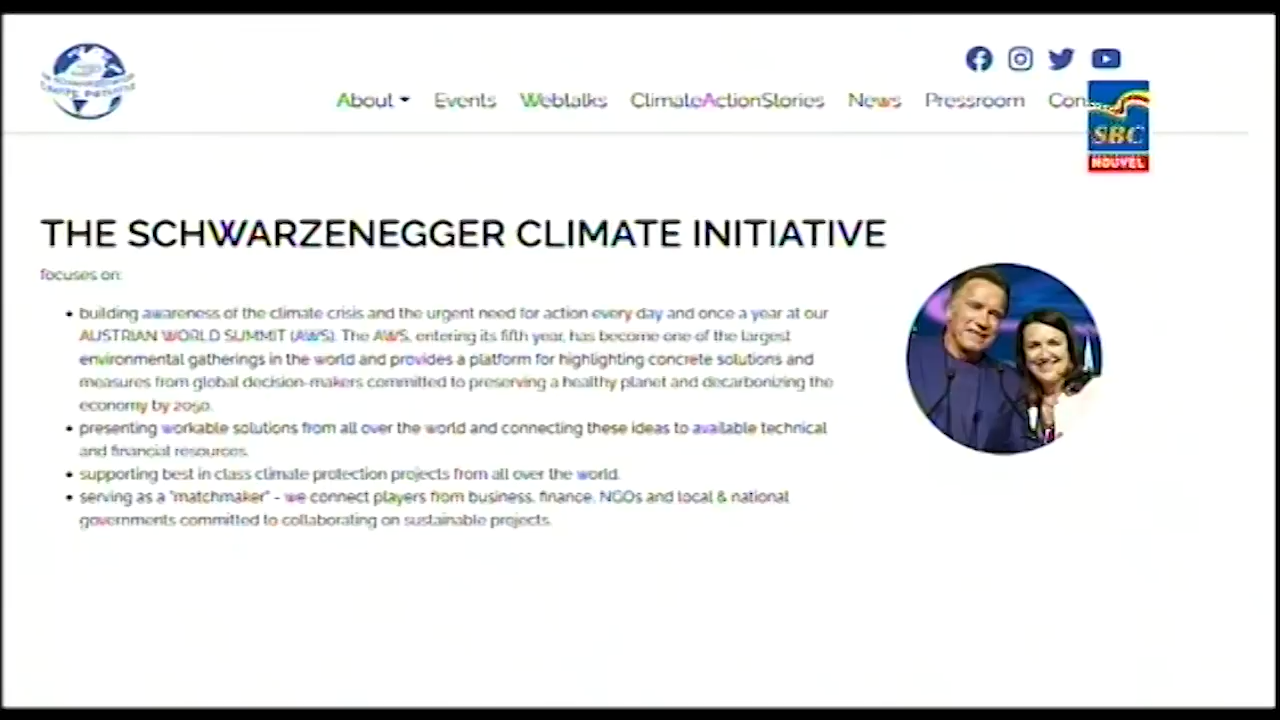 About Events Webtalks ClimateActionStories News Pressroom
SBC
NOUVEL
THE SCHWARZENEGGER CLIMATE INITIATIVE
focuses on:
• building awareness of the climate crisis and the urgent need for action every day and once a year at our
AUSTRIAN WORLD SUMMIT (AWS). The AWS, entering its fifth year, has become one of the largest
environmental gatherings in the world and provides a platform for highlighting concrete solutions and
measures from global decision-makers committed to preserving a healthy planet and decarbonizing the
economy by 2050.
• presenting workable solutions from all over the world and connecting these ideas to available technical
and financial resources.
• supporting best in class climate protection projects from all over the world.
• serving as a "matchmaker" - we connect players from business, finance, NGOs and local & national
governments committed to collaborating on sustainable projects.